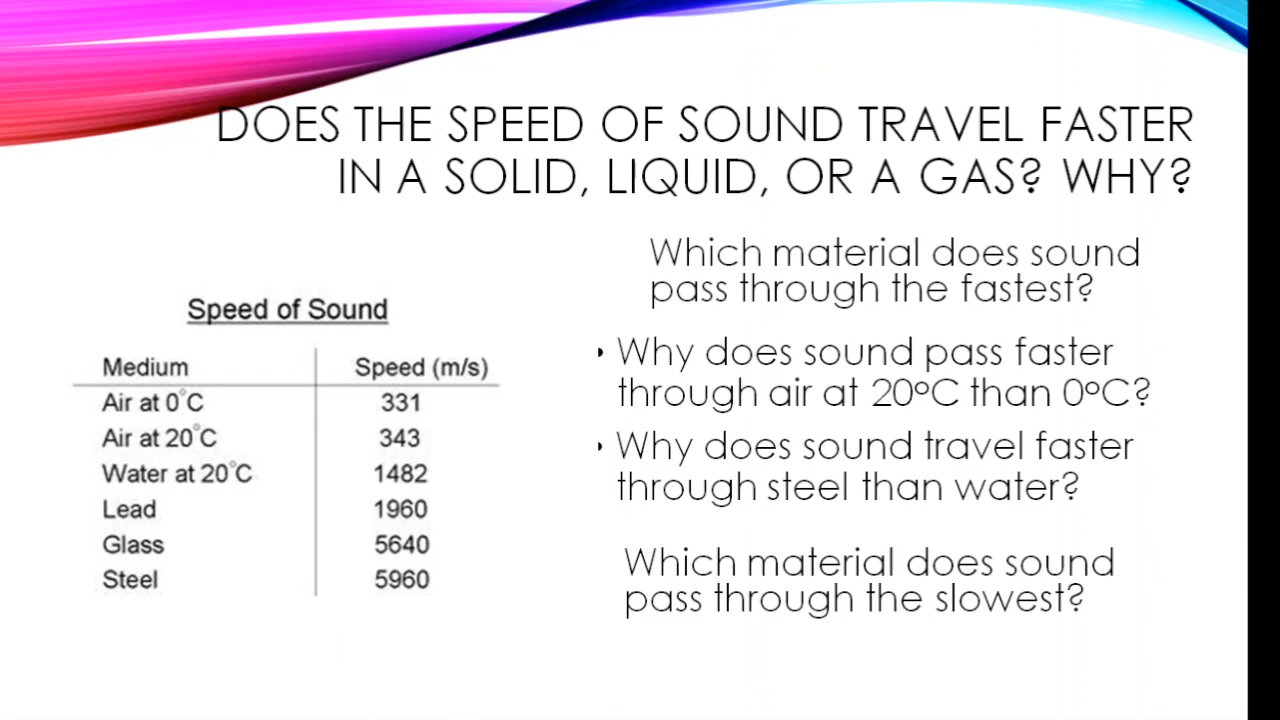 DOES THE SPEED OF SOUND TRAVEL FASTER
IN A SOLID, LIQUID, OR A GAS? WHY?
Speed of Sound
Medium Speed (m/s)
Air at 0°C 331
Air at 20°C 343
Water at 20°C 1482
Lead 1960
Glass 5640
Steel 5960
Which material does sound
pass through the fastest?
• Why does sound pass faster
through air at 20°C than 0°C?
• Why does sound travel faster
through steel than water?
Which material does sound
pass through the slowest?